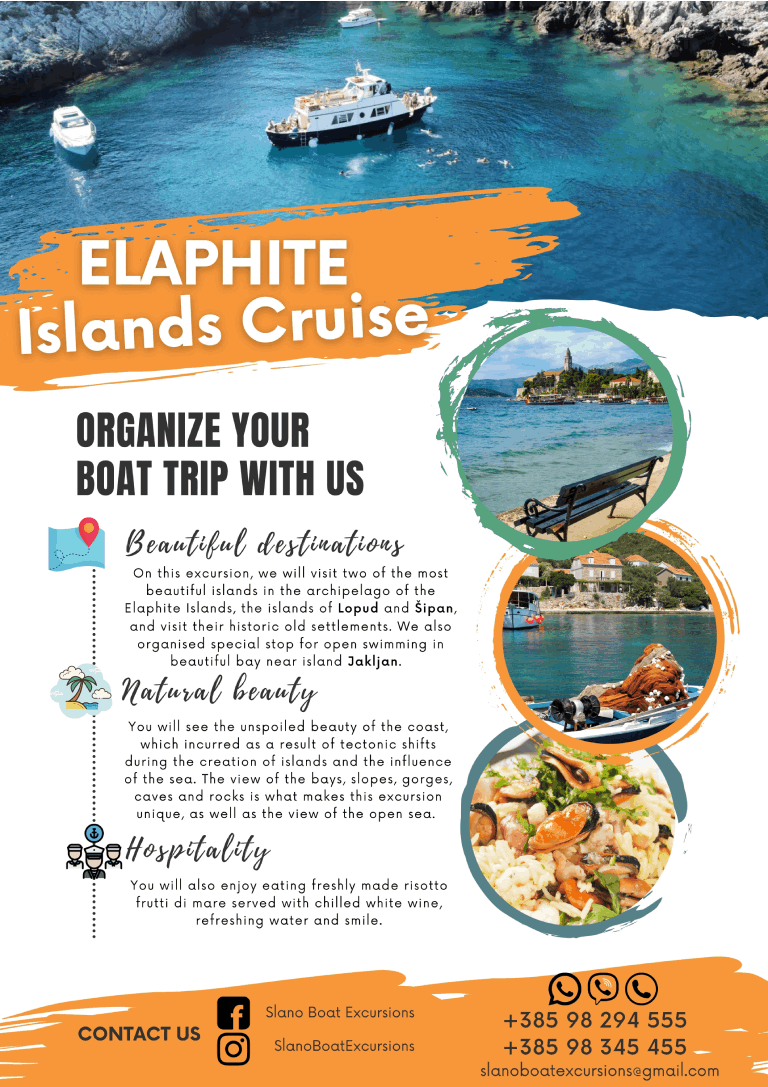 ELAPHITE
Islands Cruise
ORGANIZE YOUR
BOAT TRIP WITH US
Beautiful destinations
On this excursion, we will visit two of the most
beautiful islands in the archipelago of the
Elaphite Islands, the islands of Lopud and Šipan,
and visit their historic old settlements. We also
organised special stop for open swimming in
beautiful bay near island Jakljan.
Natural beauty
You will see the unspoiled beauty of the coast,
which incurred as a result of tectonic shifts
during the creation of islands and the influence
of the sea. The view of the bays, slopes, gorges,
caves and rocks is what makes this excursion
unique, as well as the view of the open sea.
Hospitality
You will also enjoy eating freshly made risotto
frutti di mare served with chilled white wine,
refreshing water and smile.
CONTACT US
Slano Boat Excursions
SlanoBoatExcursions
+385 98 294 555
+385 98 345 455
slanoboatexcursions@gmail.com